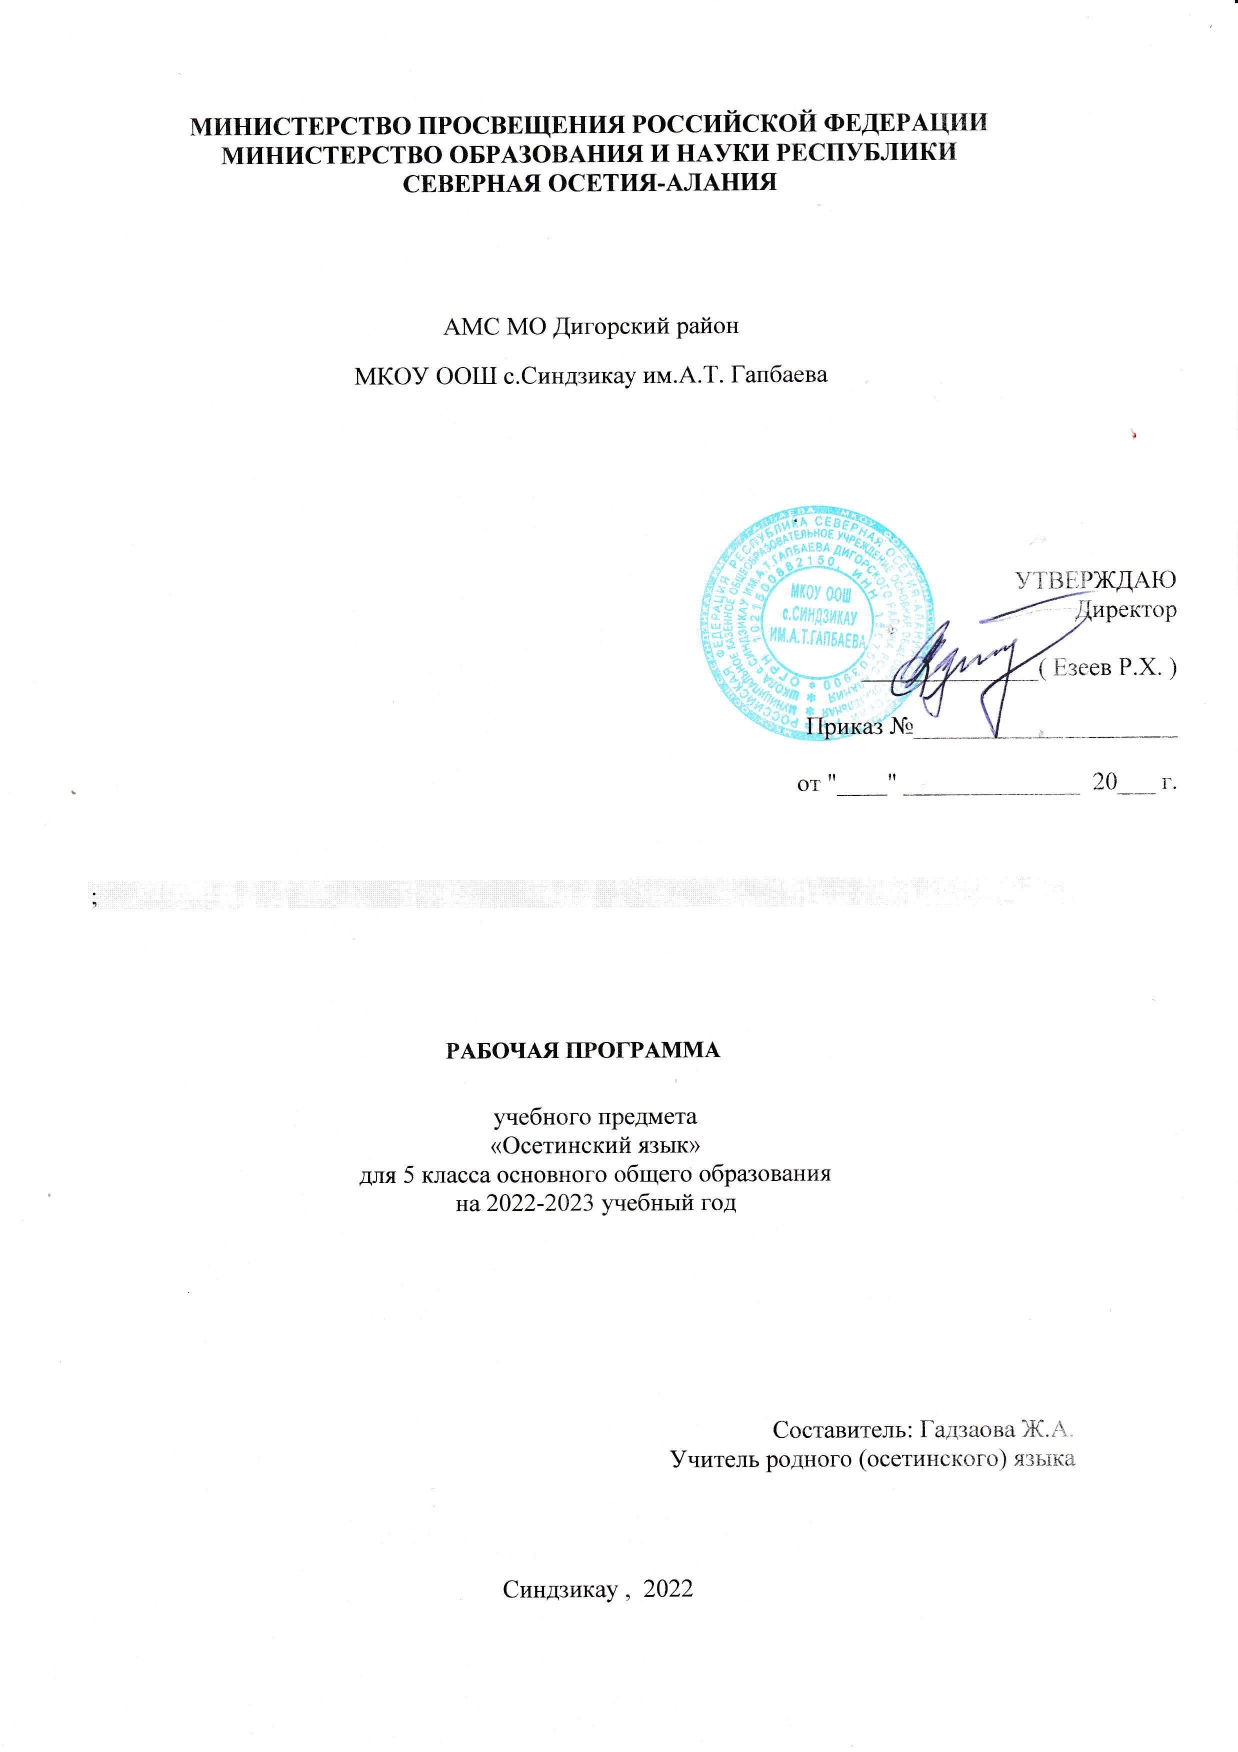 МИНИСТЕРСТВО ПРОСВЕЩЕНИЯ РОССИЙСКОЙ ФЕДЕРАЦИИ
МИНИСТЕРСТВО ОБРАЗОВАНИЯ И НАУКИ РЕСПУБЛИКИ
СЕВЕРНАЯ ОСЕТИЯ-АЛАНИЯ
АМС МО Дигорский район
МКОУ ООШ с.Синдзикау им.А.Т. Гапбаева
МКОУ ООШ
с.СИНДЗИКАУ
ИМ.А.Т.ГАПБАЕВА
УТВЕРЖДАЮ
Директор
______________( Езеев Р.Х. )
Приказ №_____________________
от "____" ______________ 20___ г.
;
РАБОЧАЯ ПРОГРАММА
учебного предмета
«Осетинский язык»
для 5 класса основного общего образования
на 2022-2023 учебный год
Составитель: Гадзаова Ж.А.
Учитель родного (осетинского) языка
Синдзикау , 2022